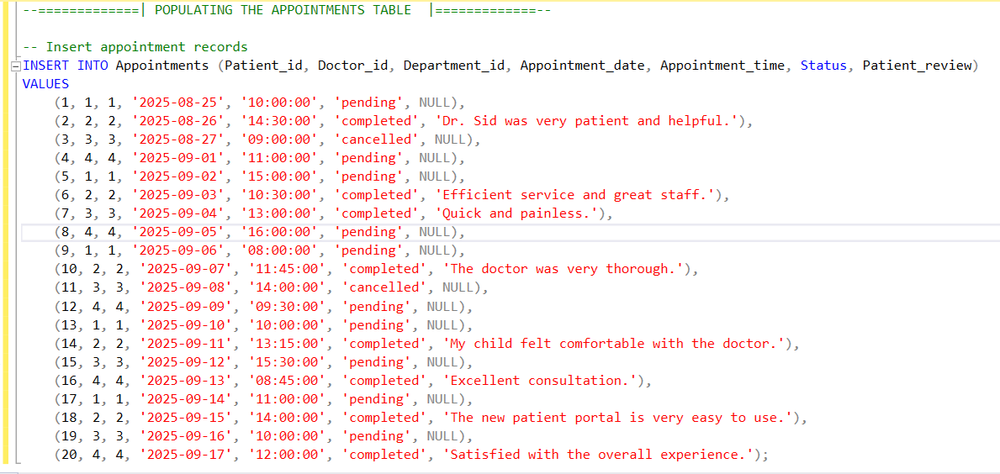 --=============| POPULATING THE APPOINTMENTS TABLE  |=============--
-- Insert appointment records
INSERT INTO Appointments (Patient_id, Doctor_id, Department_id, Appointment_date, Appointment_time, Status, Patient_review)
VALUES
(1, 1, 1, '2025-08-25', '10:00:00', 'pending', NULL),
(2, 2, 2, '2025-08-26', '14:30:00', 'completed', 'Dr. Sid was very patient and helpful.'),
(3, 3, 3, '2025-08-27', '09:00:00', 'cancelled', NULL),
(4, 4, 4, '2025-09-01', '11:00:00', 'pending', NULL),
(5, 1, 1, '2025-09-02', '15:00:00', 'pending', NULL),
(6, 2, 2, '2025-09-03', '10:30:00', 'completed', 'Efficient service and great staff.'),
(7, 3, 3, '2025-09-04', '13:00:00', 'completed', 'Quick and painless.'),
(8, 4, 4, '2025-09-05', '16:00:00', 'pending', NULL),
(9, 1, 1, '2025-09-06', '08:00:00', 'pending', NULL),
(10, 2, 2, '2025-09-07', '11:45:00', 'completed', 'The doctor was very thorough.'),
(11, 3, 3, '2025-09-08', '14:00:00', 'cancelled', NULL),
(12, 4, 4, '2025-09-09', '09:30:00', 'pending', NULL),
(13, 1, 1, '2025-09-10', '10:00:00', 'pending', NULL),
(14, 2, 2, '2025-09-11', '13:15:00', 'completed', 'My child felt comfortable with the doctor.'),
(15, 3, 3, '2025-09-12', '15:30:00', 'pending', NULL),
(16, 4, 4, '2025-09-13', '08:45:00', 'completed', 'Excellent consultation.'),
(17, 1, 1, '2025-09-14', '11:00:00', 'pending', NULL),
(18, 2, 2, '2025-09-15', '14:00:00', 'completed', 'The new patient portal is very easy to use.'),
(19, 3, 3, '2025-09-16', '10:00:00', 'pending', NULL),
(20, 4, 4, '2025-09-17', '12:00:00', 'completed', 'Satisfied with the overall experience.');